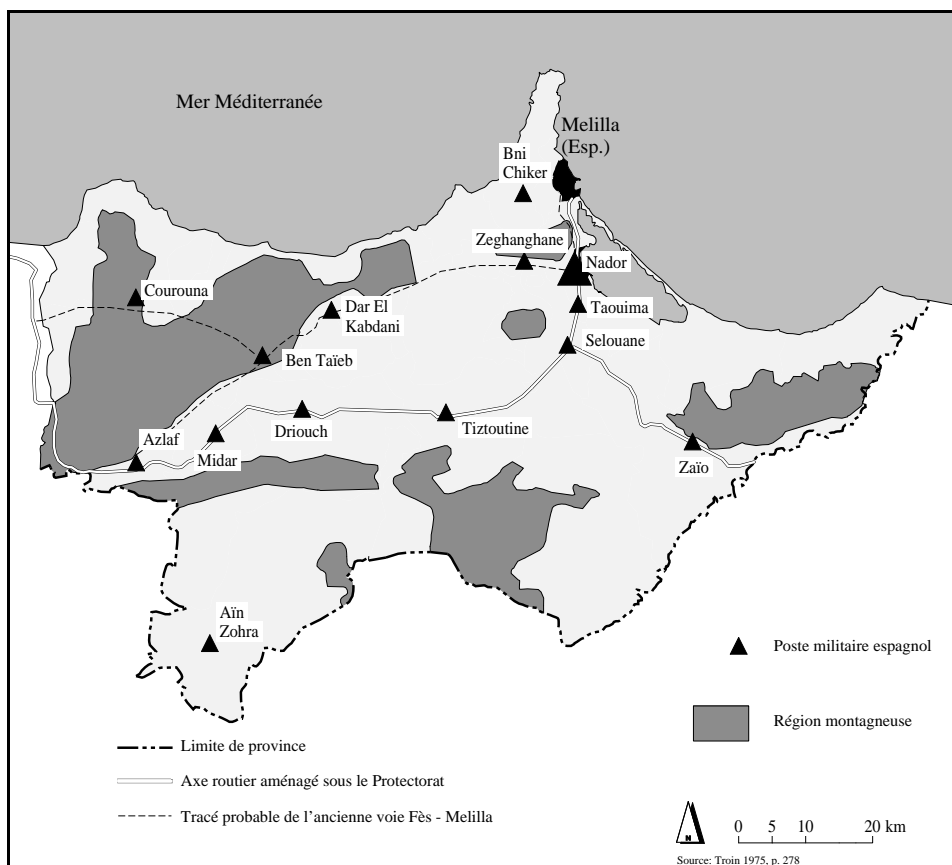 Mer Méditerranée
Melilla
(Esp.)
Bni
Chiker
Zeghanghane
Nador
Courouna
Dar El
Kabdani
Taouima
Selouane
Ben Taïeb
Azlaf
Midar
Driouch
Tiztoutine
Zaïo
Aïn
Zohra
Poste militaire espagnol
Région montagneuse
Limite de province
Axe routier aménagé sous le Protectorat
Tracé probable de l'ancienne voie Fès - Melilla
N
0 5 10 20 km
Source: Troin 1975, p. 278